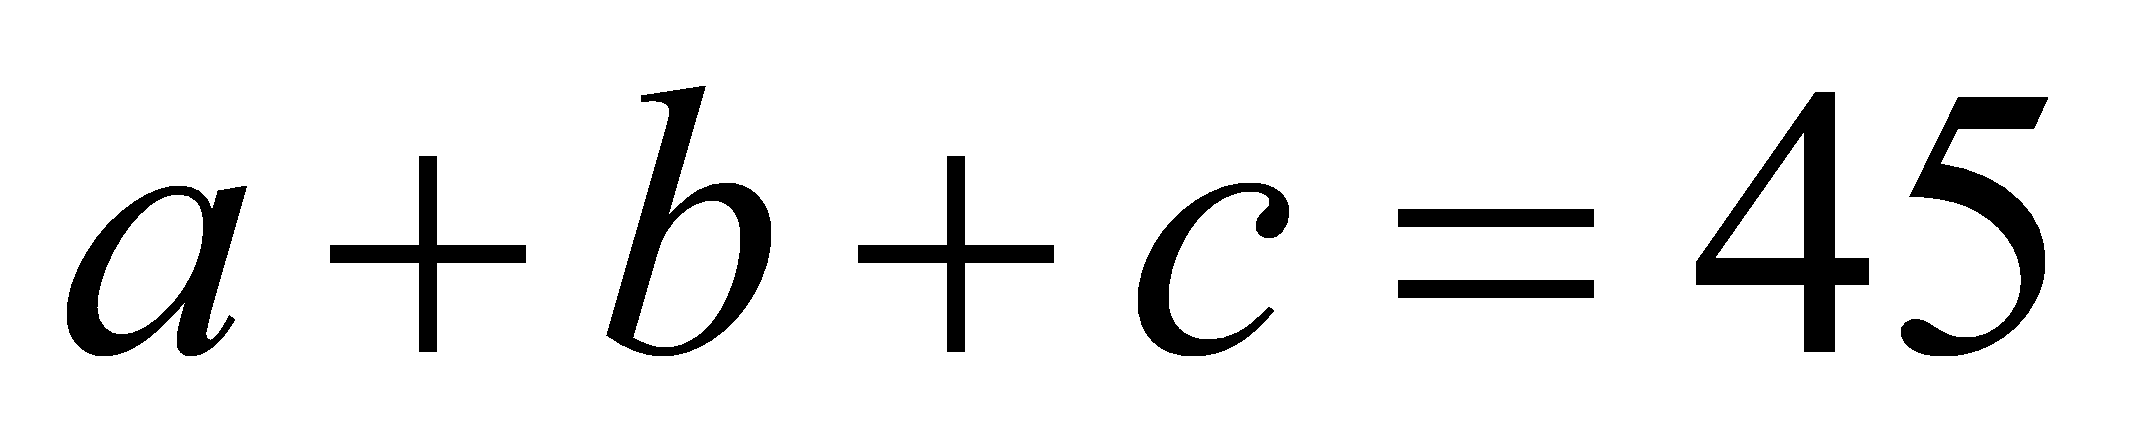 a + b + c = 45